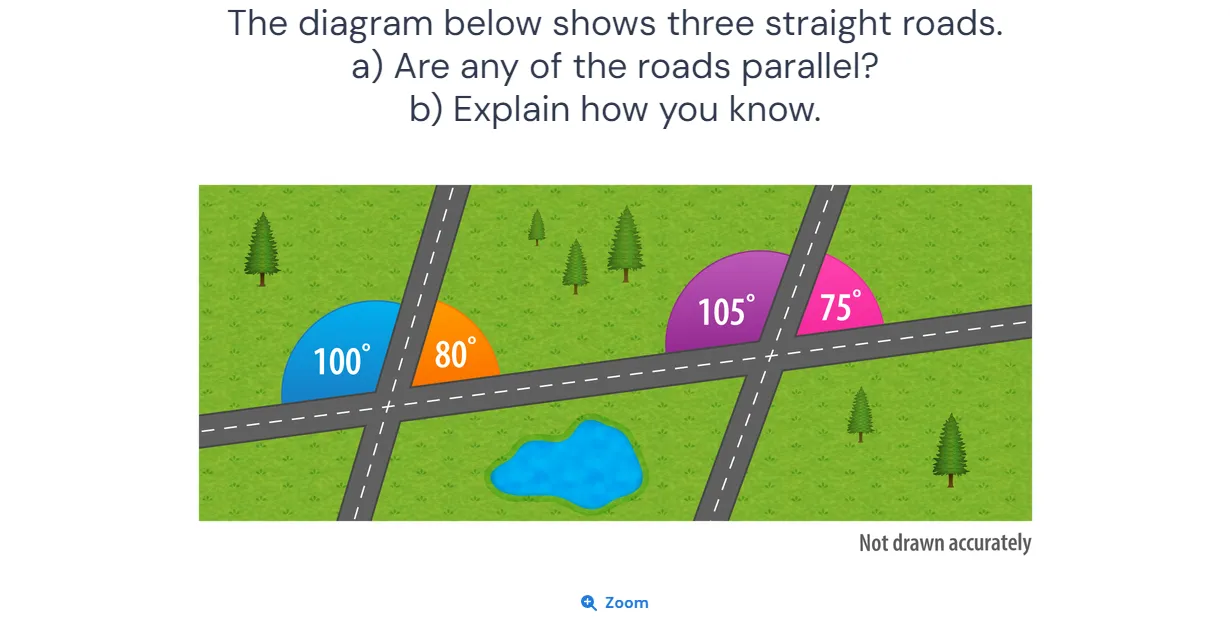 The diagram below shows three straight roads.
a) Are any of the roads parallel?
b) Explain how you know.
100° 80° 105° 75°
Not drawn accurately
Zoom